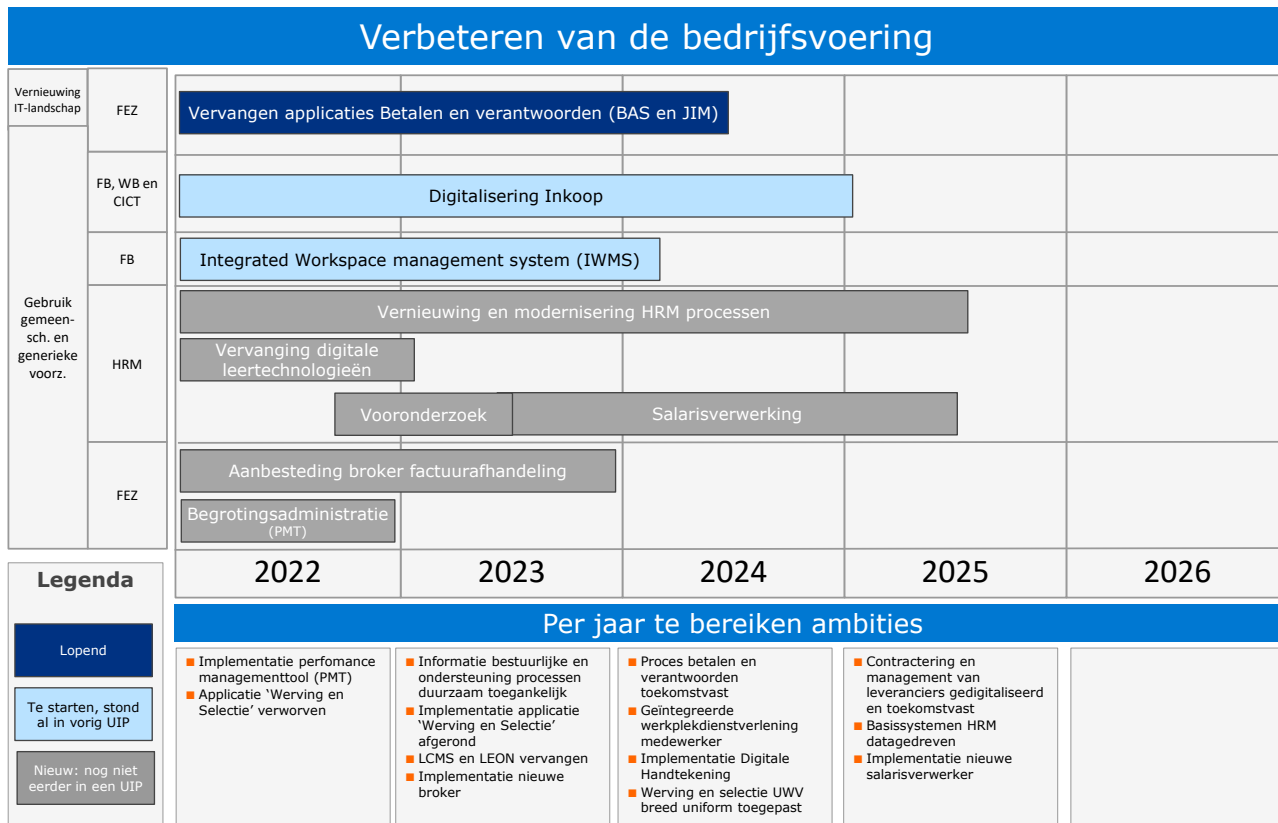 Verbeteren van de bedrijfsvoering
Vernieuwing
IT-landschap
FEZ
Vervangen applicaties Betalen en verantwoorden (BAS en JIM)
Gebruik
gemeen-
sch. en
generieke
voorz.
FB, WB en
CICT
Digitalisering Inkoop
FB
Integrated Workspace management system (IWMS)
HRM
Vernieuwing en modernisering HRM processen
Vervanging digitale
leertechnologieën
Vooronderzoek
Salarisverwerking
FEZ
Aanbesteding broker factuurafhandeling
Begrotingsadministratie
(PMT)
2022
2023
2024
2025
2026
Legenda
Lopend
Te starten, stond
al in vorig UIP
Nieuw: nog niet
eerder in een UIP
Per jaar te bereiken ambities
Implementatie perfomance
managementtool (PMT)
Applicatie ‘Werving en
Selectie’ verworven
Informatie bestuurlijke en
ondersteuning processen
duurzaam toegankelijk
Implementatie applicatie
‘Werving en Selectie’
afgerond
LCMS en LEON vervangen
Implementatie nieuwe
broker
Proces betalen en
verantwoorden
toekomstvast
Geïntegreerde
werkplekdienstverlening
medewerker
Implementatie Digitale
Handtekening
Werving en selectie UWV
breed uniform toegepast
Contractering en
management van
leveranciers gedigitaliseerd
en toekomstvast
Basissystemen HRM
datagedreven
Implementatie nieuwe
salarisverwerker